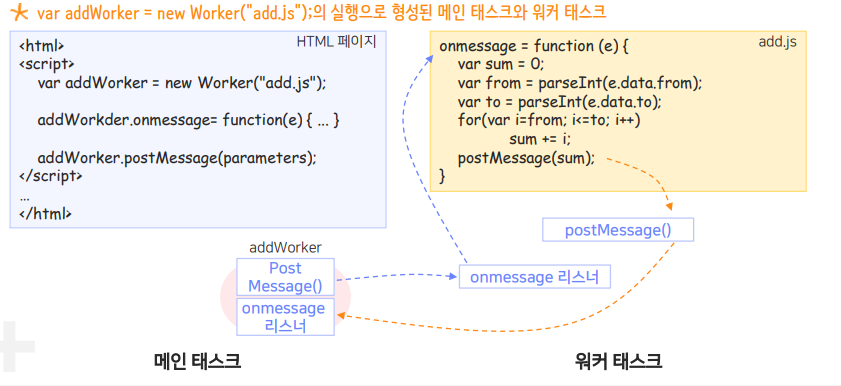 var addWorker = new Worker("add.js");의 실행으로 형성된 메인 태스크와 워커 태스크
HTML 페이지
<html>
<script>
var addWorker = new Worker("add.js");
addWorkder.onmessage= function(e) { ... }
addWorker.postMessage(parameters);
</script>
...
</html>
add.js
onmessage = function (e) {
var sum = 0;
var from = parseInt(e.data.from);
var to = parseInt(e.data.to);
for(var i=from; i<=to; i++)
sum += i;
postMessage(sum);
}
postMessage()
addWorker
Post
Message()
onmessage 리스너
onmessage
리스너
메인 태스크
워커 태스크